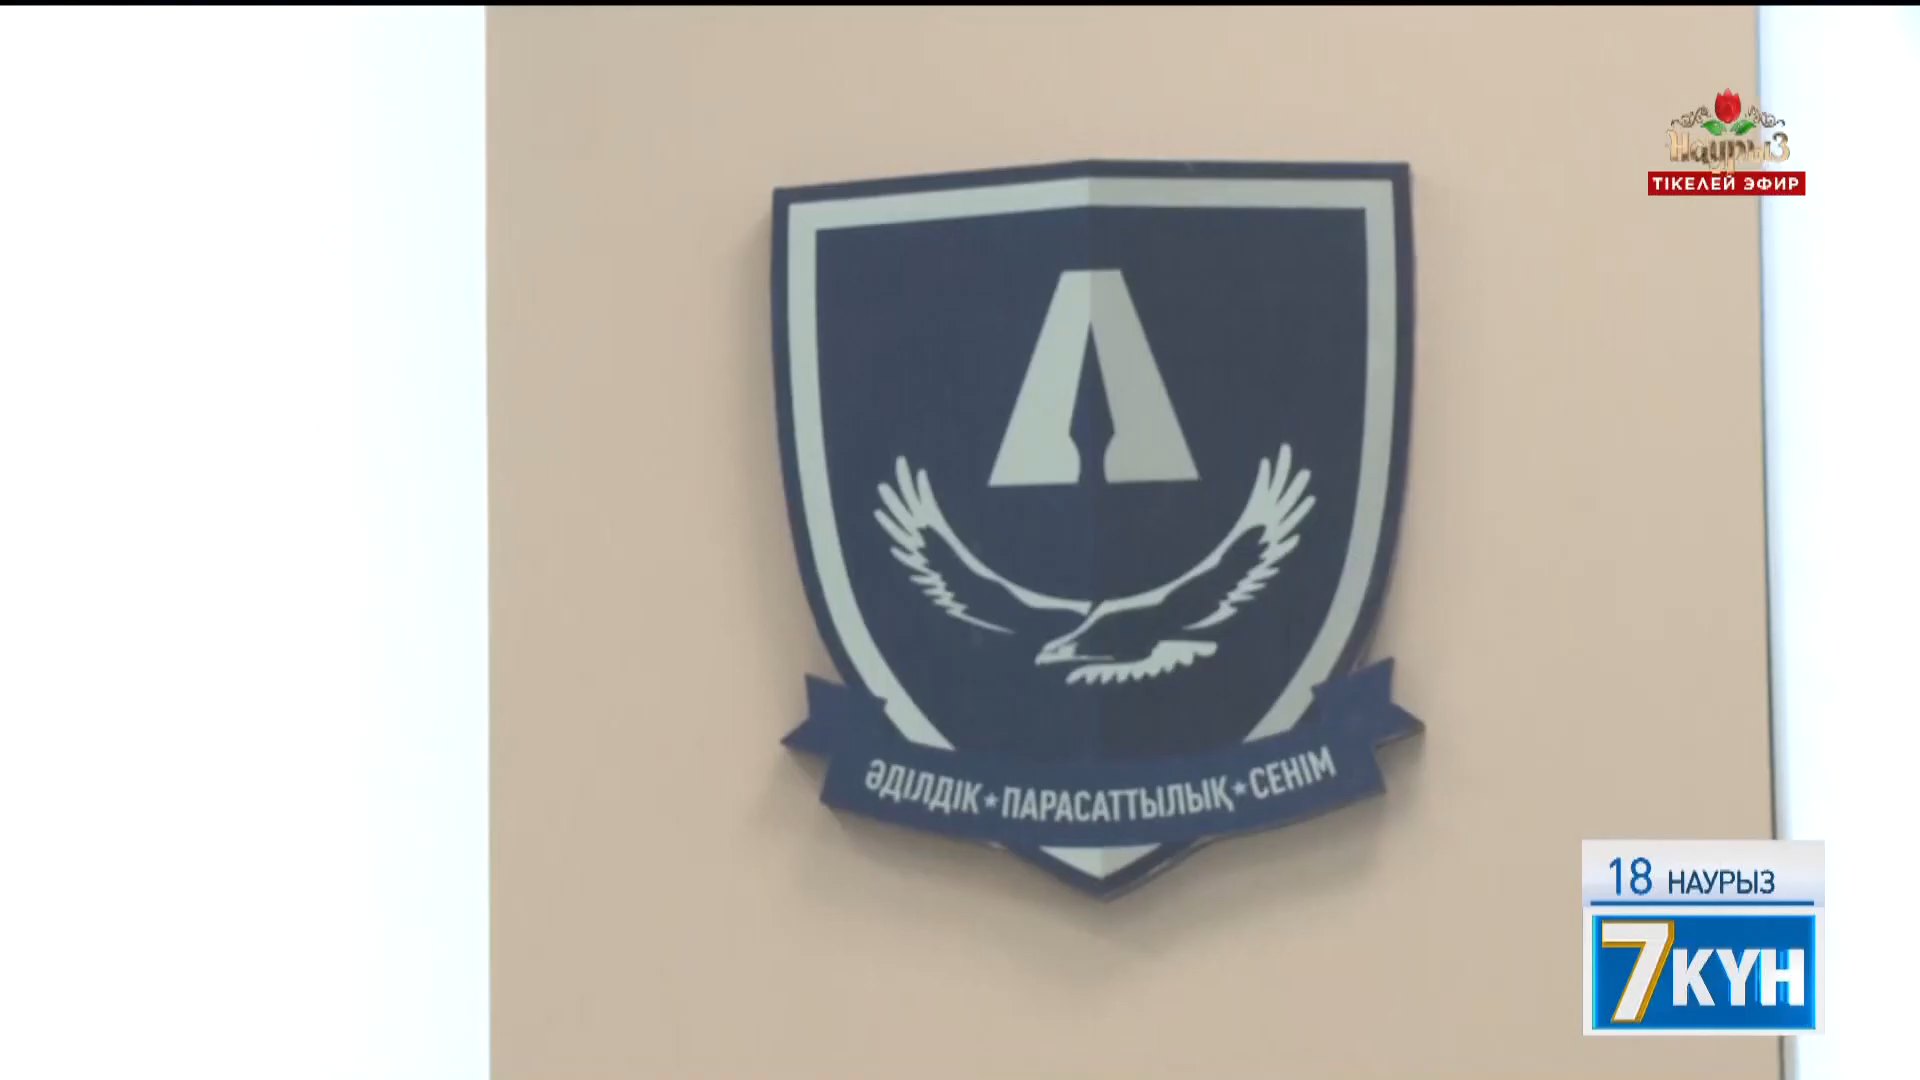 Наурыз
ТІКЕЛЕЙ ЭФИР
ӘДІЛДІК★ПАРАСАТТЫЛЫҚ★СЕНІМ
18 НАУРЫЗ
7КҮН